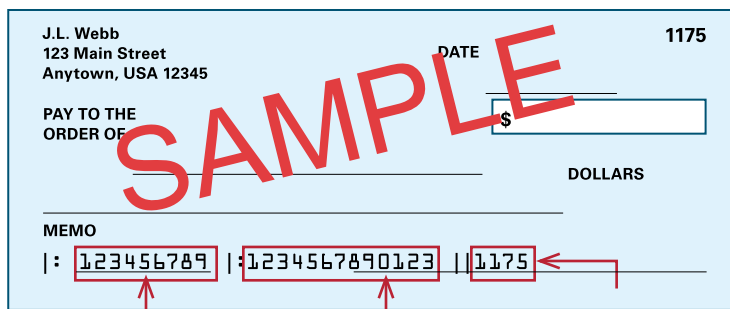 J.L. Webb
123 Main Street
Anytown, USA 12345
1175
DATE
PAY TO THE
ORDER OF
$
SAMPLE
DOLLARS
MEMO
|: 123456789 |:1234567890123 ||1175